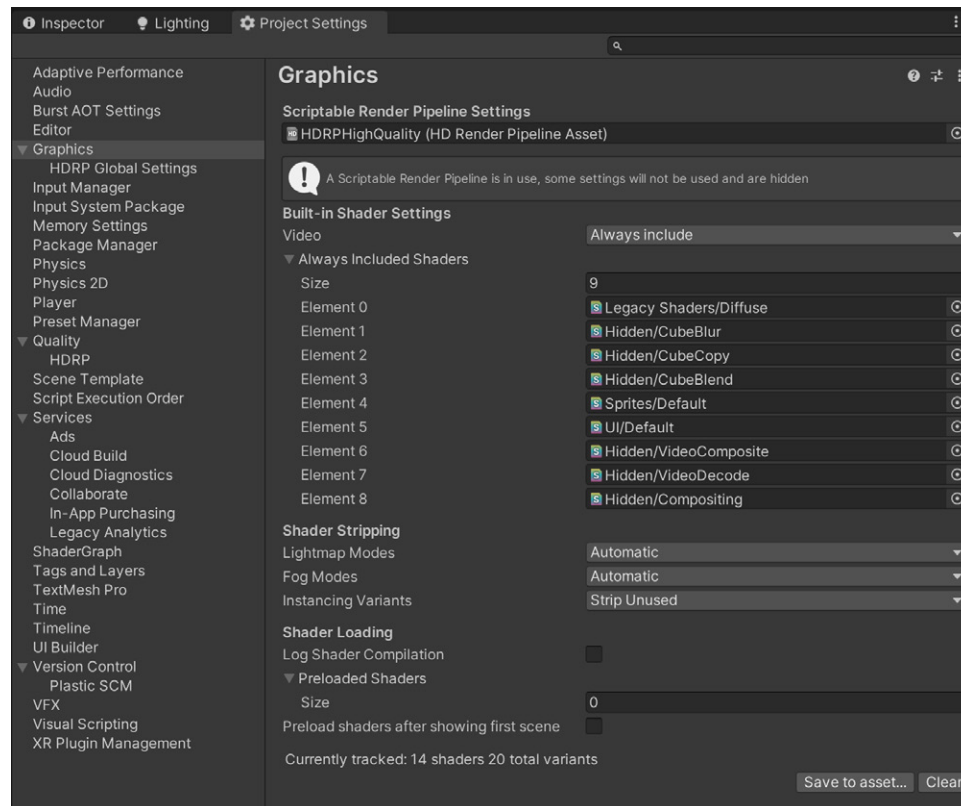 Inspector Lighting Project Settings
Adaptive Performance
Audio
Burst AOT Settings
Editor
Graphics
HDRP Global Settings
Input Manager
Input System Package
Memory Settings
Package Manager
Physics
Physics 2D
Player
Preset Manager
Quality
HDRP
Scene Template
Script Execution Order
Services
Ads
Cloud Build
Cloud Diagnostics
Collaborate
In-App Purchasing
Legacy Analytics
ShaderGraph
Tags and Layers
TextMesh Pro
Time
Timeline
UI Builder
Version Control
Plastic SCM
VFX
Visual Scripting
XR Plugin Management
Graphics
Scriptable Render Pipeline Settings
HDRPHighQuality (HD Render Pipeline Asset)
A Scriptable Render Pipeline is in use, some settings will not be used and are hidden
Built-in Shader Settings
Video Always include
Always Included Shaders
Size 9
Element 0 Legacy Shaders/Diffuse
Element 1 Hidden/CubeBlur
Element 2 Hidden/CubeCopy
Element 3 Hidden/CubeBlend
Element 4 Sprites/Default
Element 5 UI/Default
Element 6 Hidden/VideoComposite
Element 7 Hidden/VideoDecode
Element 8 Hidden/Compositing
Shader Stripping
Lightmap Modes Automatic
Fog Modes Automatic
Instancing Variants Strip Unused
Shader Loading
Log Shader Compilation
Preloaded Shaders
Size 0
Preload shaders after showing first scene
Currently tracked: 14 shaders 20 total variants
Save to asset... Clear